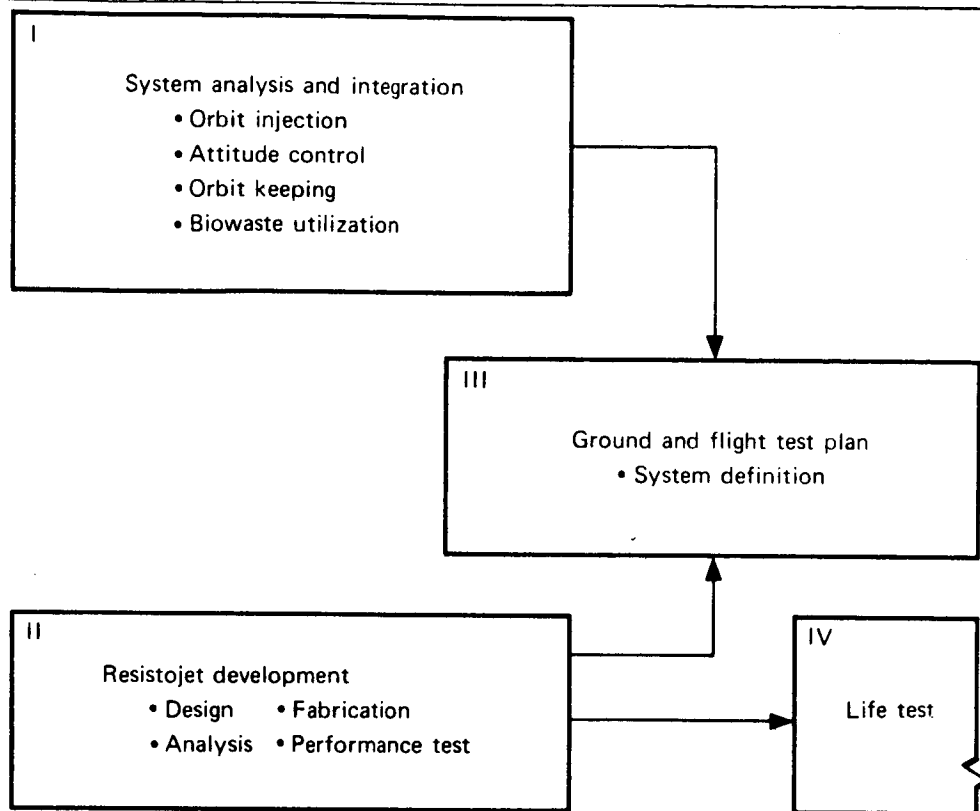 I
System analysis and integration
• Orbit injection
• Attitude control
• Orbit keeping
• Biowaste utilization
III
Ground and flight test plan
• System definition
II
Resistojet development
• Design • Fabrication
• Analysis • Performance test
IV
Life test